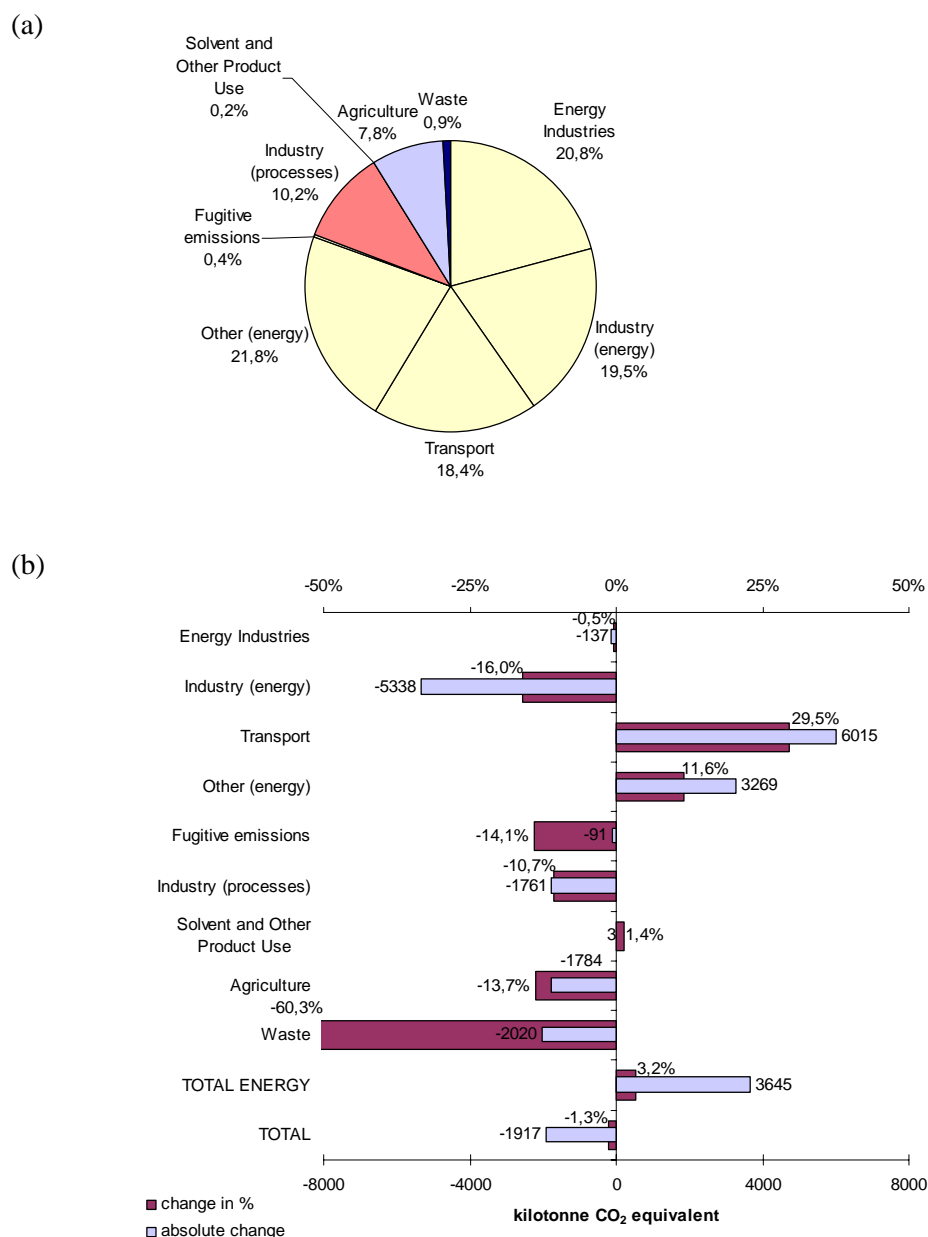 (a)
Solvent and
Other Product
Use
0,2%
Agriculture
7,8%
Waste
0,9%
Energy
Industries
20,8%
Industry
(processes)
10,2%
Fugitive
emissions
0,4%
Other (energy)
21,8%
Industry
(energy)
19,5%
Transport
18,4%
(b)
-50%
-25%
0%
25%
50%
Energy Industries
-0,5%
-137
Industry (energy)
-16,0%
-5338
Transport
29,5%
6015
Other (energy)
11,6%
3269
Fugitive emissions
-14,1%
-91
Industry (processes)
-10,7%
-1761
Solvent and Other
Product Use
3
1,4%
Agriculture
-1784
-13,7%
Waste
-60,3%
-2020
TOTAL ENERGY
3,2%
3645
TOTAL
-1,3%
-1917
-8000
-4000
0
4000
8000
kilotonne CO₂ equivalent
change in %
absolute change